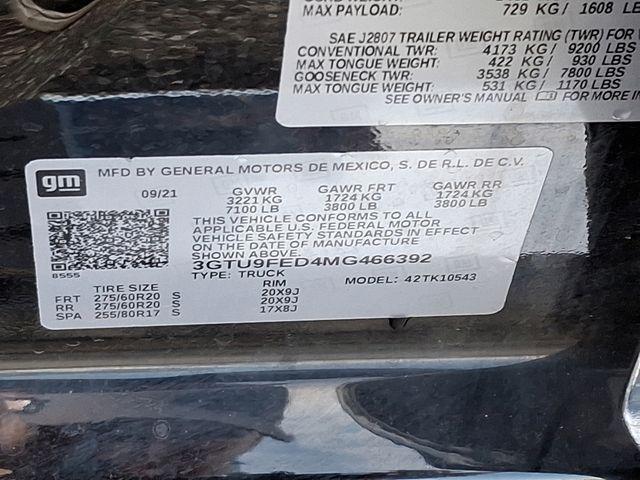 MAX PAYLOAD: 729 KG / 1608 LB
SAE J2807 TRAILER WEIGHT RATING (TWR) FOR
CONVENTIONAL TWR: 4173 KG / 9200 LBS
MAX TONGUE WEIGHT: 422 KG / 930 LBS
GOOSENECK TWR: 3538 KG / 7800 LBS
MAX TONGUE WEIGHT: 531 KG / 1170 LBS
SEE OWNER'S MANUAL FOR MORE IN
gm
MFD BY GENERAL MOTORS DE MEXICO, S. DE R.L. DE C.V.
09/21 GVWR GAWR FRT GAWR RR
3221 KG 1724 KG 1724 KG
7100 LB 3800 LB 3800 LB
THIS VEHICLE CONFORMS TO ALL
APPLICABLE U.S. FEDERAL MOTOR
VEHICLE SAFETY STANDARDS IN EFFECT
ON THE DATE OF MANUFACTURE
8555 3GTU9FED4MG466392
TYPE: TRUCK MODEL: 42TK10543
TIRE SIZE RIM
FRT 275/60R20 S 20X9J
RR 275/60R20 S 20X9J
SPA 255/80R17 S 17X8J